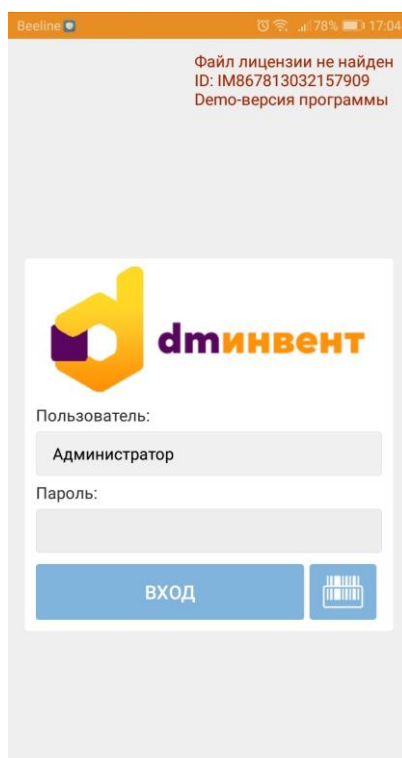 Beeline 78% 17:04
Файл лицензии не найден
ID: IM867813032157909
Demo-версия программы
dmинвент
Пользователь:
Администратор
Пароль:
ВХОД